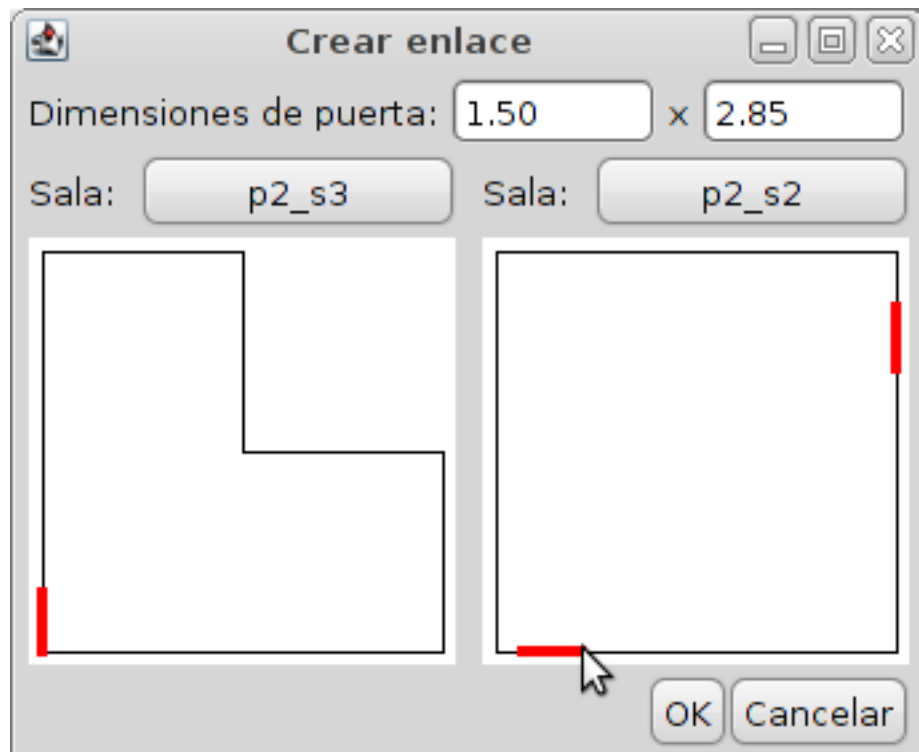 Crear enlace
Dimensiones de puerta: 1.50 x 2.85
Sala: p2_s3 Sala: p2_s2
OK Cancelar